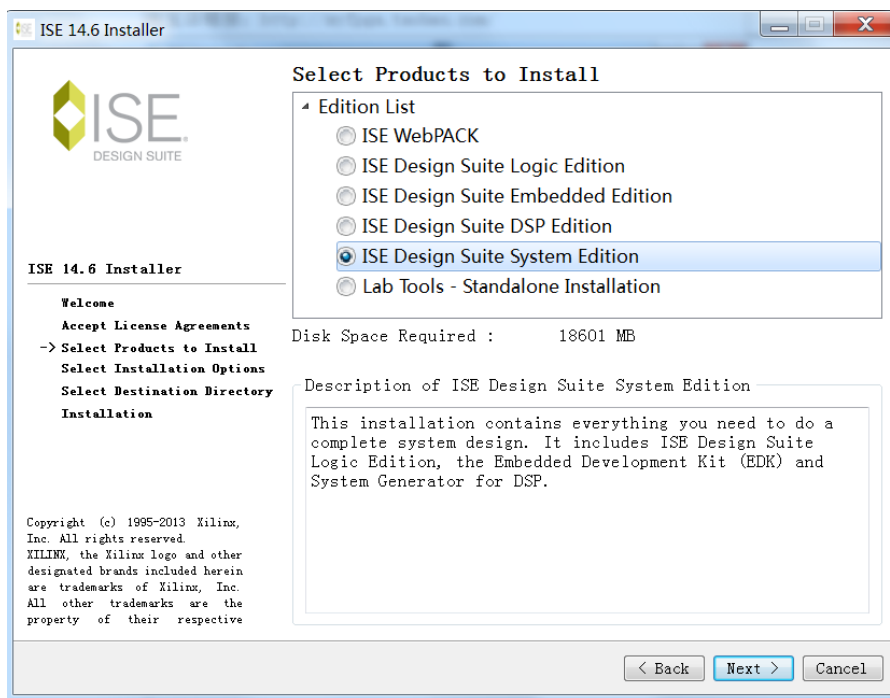 ISE 14.6 Installer
ISE.
DESIGN SUITE
ISE 14.6 Installer
Welcome
Accept License Agreements
-> Select Products to Install
Select Installation Options
Select Destination Directory
Installation
Copyright (c) 1995-2013 Xilinx,
Inc. All rights reserved.
XILINX, the Xilinx logo and other
designated brands included herein
are trademarks of Xilinx, Inc.
All other trademarks are the
property of their respective
Select Products to Install
Edition List
ISE WebPACK
ISE Design Suite Logic Edition
ISE Design Suite Embedded Edition
ISE Design Suite DSP Edition
ISE Design Suite System Edition
Lab Tools - Standalone Installation
Disk Space Required : 18601 MB
Description of ISE Design Suite System Edition
This installation contains everything you need to do a
complete system design. It includes ISE Design Suite
Logic Edition, the Embedded Development Kit (EDK) and
System Generator for DSP.
< Back Next > Cancel